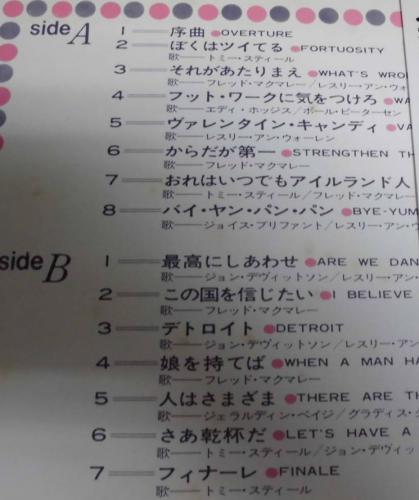 side A
1 序曲 ●OVERTURE
2 ぼくはツイてる ●FORTUOSITY
歌──トミー・スティール
3 それがあたりまえ ●WHAT'S WRO
歌──フレッド・マクマレー/レスリー・アン・ウォ
4 フット・ワークに気をつけろ ●WA
歌──エディ・ホッジス/ポール・ピーターセン
5 ヴァレンタイン・キャンディ ●VA
歌──レスリー・アン・ウォーレン
6 からだが第一 ●STRENGTHEN TH
歌──フレッド・マクマレー
7 おれはいつでもアイルランド人
歌──トミー・スティール/フレッド・マクマレー
8 バイ・ヤン・パン・パン ●BYE-YUM
歌──ジョイス・ブリファント/レスリー・アン
side B
1 最高にしあわせ ●ARE WE DAN
歌──ジョン・デヴィットソン/レスリー・アン
2 この国を信じたい ●I BELIEVE
歌──フレッド・マクマレー
3 デトロイト ●DETROIT
歌──ジョン・デヴィットソン/レスリー・アン
4 娘を持てば ●WHEN A MAN HA
歌──フレッド・マクマレー
5 人はさまざま ●THERE ARE TH
歌──ジェラルディン・ペイジ/グラディス・
6 さあ乾杯だ ●LET'S HAVE A
歌──トミー・スティール/ジョン・デヴィッ
7 フィナーレ ●FINALE
歌──トミー・スティール